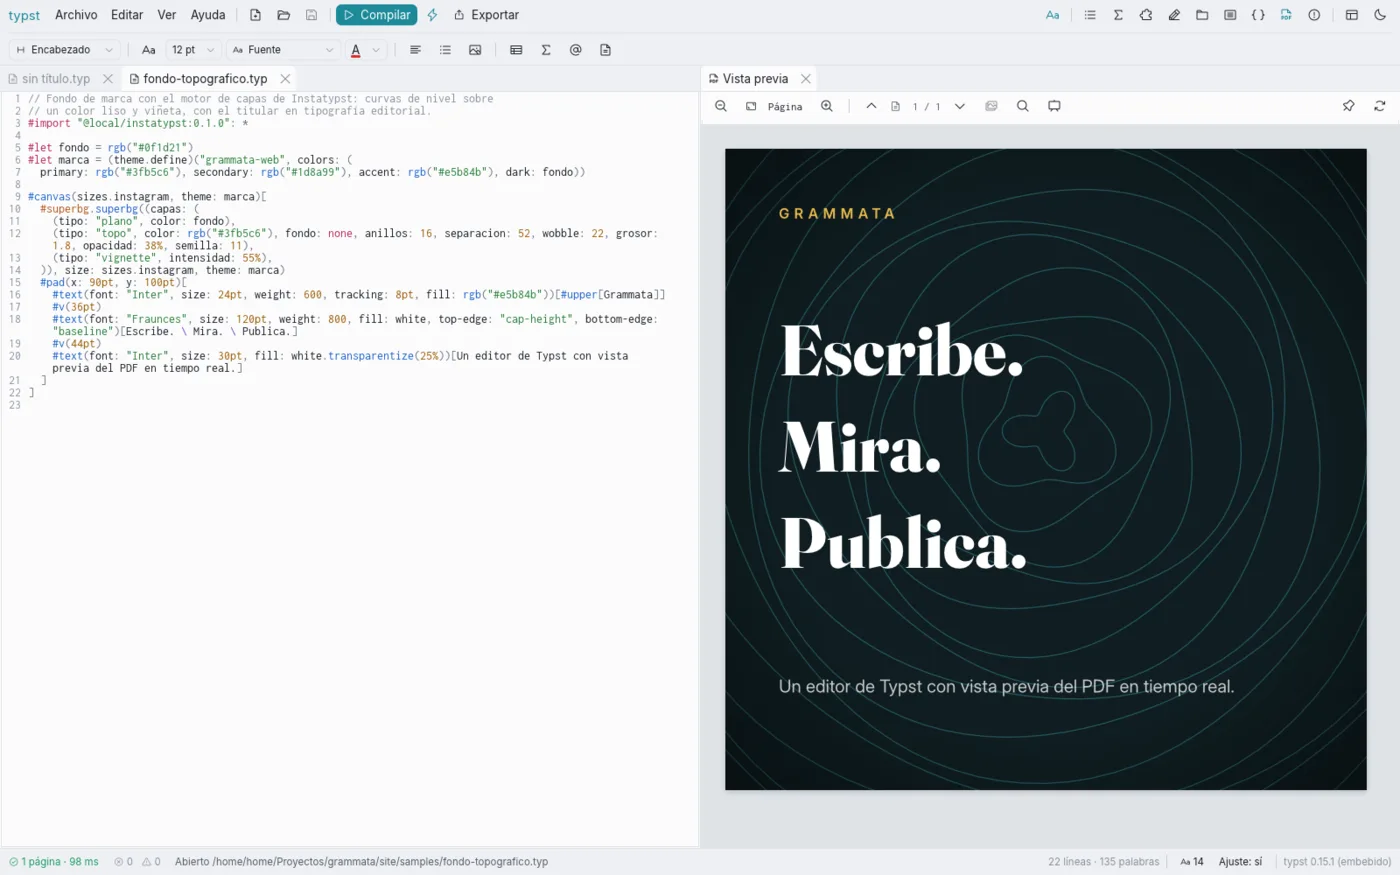 typst Archivo Editar Ver Ayuda Compilar Exportar Aa
Encabezado Aa 12 pt Aa Fuente A
sin título.typ fondo-topografico.typ Vista previa
Página 1 / 1
1 // Fondo de marca con el motor de capas de Instatypst: curvas de nivel sobre
2 // un color liso y viñeta, con el titular en tipografía editorial.
3 #import "@local/instatypst:0.1.0": *
4
5 #let fondo = rgb("#0f1d21")
6 #let marca = (theme.define)("grammata-web", colors: (
7 primary: rgb("#3fb5c6"), secondary: rgb("#1d8a99"), accent: rgb("#e5b84b"), dark: fondo))
8
9 #canvas(sizes.instagram, theme: marca)[
10 #superbg.superbg((capas: (
11 (tipo: "plano", color: fondo),
12 (tipo: "topo", color: rgb("#3fb5c6"), fondo: none, anillos: 16, separacion: 52, wobble: 22, grosor:
1.8, opacidad: 38%, semilla: 11),
13 (tipo: "vignette", intensidad: 55%),
14 )), size: sizes.instagram, theme: marca)
15 #pad(x: 90pt, y: 100pt)[
16 #text(font: "Inter", size: 24pt, weight: 600, tracking: 8pt, fill: rgb("#e5b84b"))[#upper[Grammata]]
17 #v(36pt)
18 #text(font: "Fraunces", size: 120pt, weight: 800, fill: white, top-edge: "cap-height", bottom-edge:
"baseline")[Escribe. \ Mira. \ Publica.]
19 #v(44pt)
20 #text(font: "Inter", size: 30pt, fill: white.transparentize(25%))[Un editor de Typst con vista
previa del PDF en tiempo real.]
21 ]
22 ]
23
GRAMMATA
Escribe.
Mira.
Publica.
Un editor de Typst con vista previa del PDF en tiempo real.
1 página · 98 ms 0 0 Abierto /home/home/Proyectos/grammata/site/samples/fondo-topografico.typ 22 líneas · 135 palabras Aa 14 Ajuste: sí typst 0.15.1 (embebido)